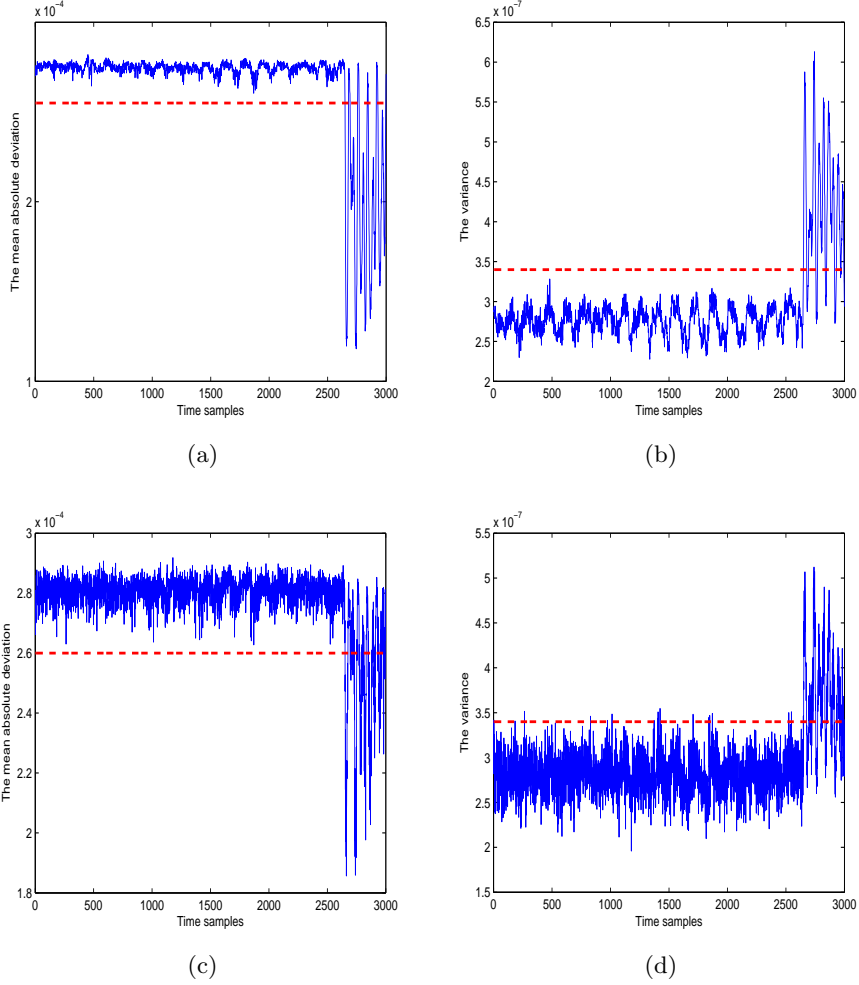 x 10⁻⁴
2
1
The mean absolute deviation
0 500 1000 1500 2000 2500 3000
Time samples
(a)
x 10⁻⁷
6.5
6
5.5
5
4.5
4
3.5
3
2.5
2
The variance
0 500 1000 1500 2000 2500 3000
Time samples
(b)
x 10⁻⁴
3
2.8
2.6
2.4
2.2
2
1.8
The mean absolute deviation
0 500 1000 1500 2000 2500 3000
Time samples
(c)
x 10⁻⁷
5.5
5
4.5
4
3.5
3
2.5
2
1.5
The variance
0 500 1000 1500 2000 2500 3000
Time samples
(d)